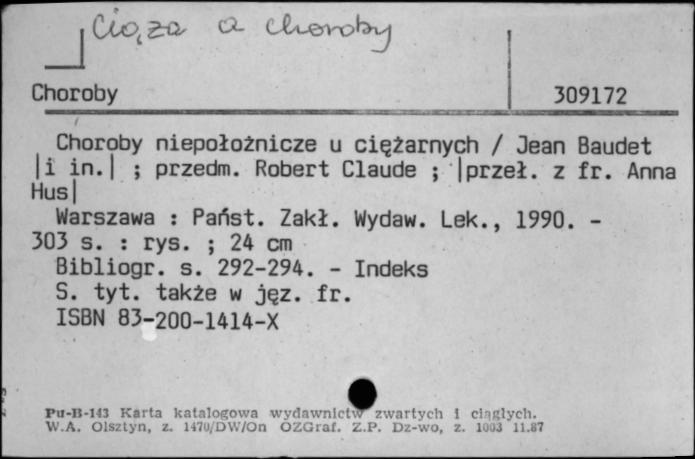 Ciąża a choroby
Choroby 309172
Choroby niepołożnicze u ciężarnych / Jean Baudet
|i in.| ; przedm. Robert Claude ; |przeł. z fr. Anna
Hus|
Warszawa : Państ. Zakł. Wydaw. Lek., 1990. -
303 s. : rys. ; 24 cm
Bibliogr. s. 292-294. - Indeks
S. tyt. także w jęz. fr.
ISBN 83-200-1414-X
Pu-B-143 Karta katalogowa wydawnictw zwartych i ciągłych.
W.A. Olsztyn, z. 1470/DW/On OZGraf. Z.P. Dz-wo, z. 1003 11.87